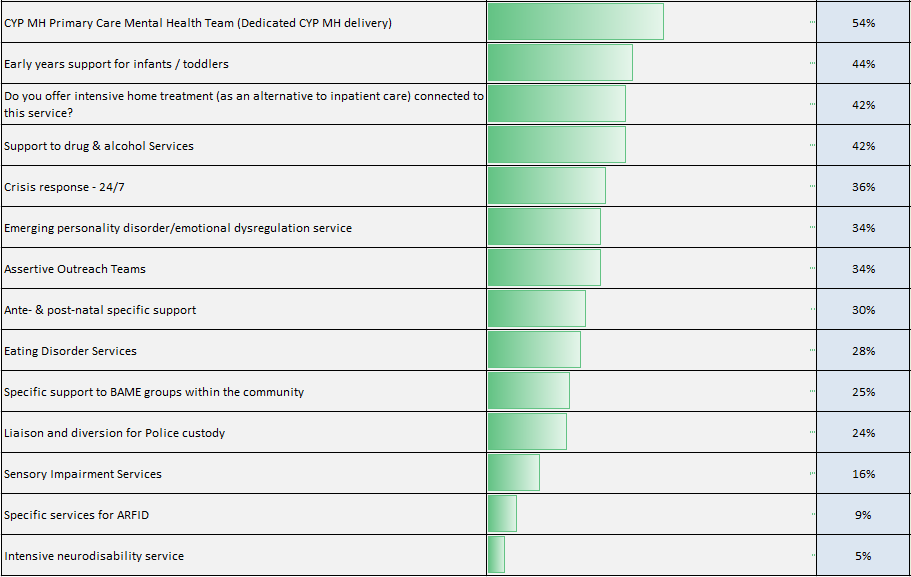 CYP MH Primary Care Mental Health Team (Dedicated CYP MH delivery) 54%
Early years support for infants / toddlers 44%
Do you offer intensive home treatment (as an alternative to inpatient care) connected to
this service? 42%
Support to drug & alcohol Services 42%
Crisis response - 24/7 36%
Emerging personality disorder/emotional dysregulation service 34%
Assertive Outreach Teams 34%
Ante- & post-natal specific support 30%
Eating Disorder Services 28%
Specific support to BAME groups within the community 25%
Liaison and diversion for Police custody 24%
Sensory Impairment Services 16%
Specific services for ARFID 9%
Intensive neurodisability service 5%